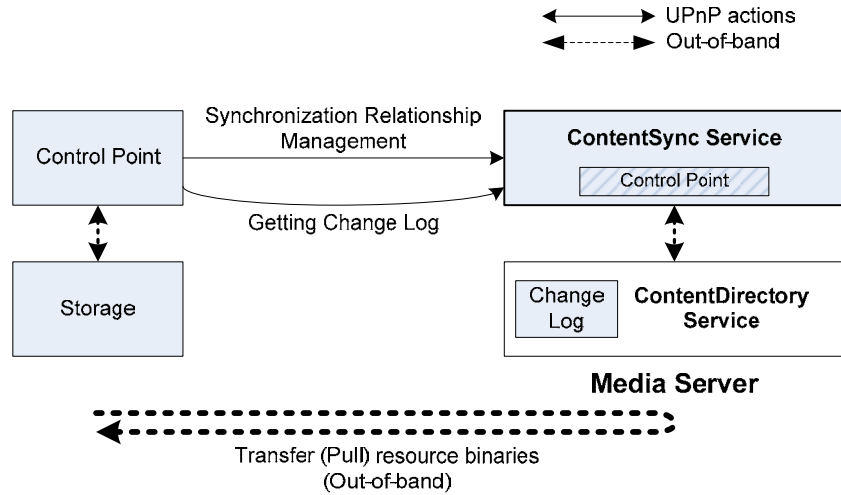 UPnP actions
Out-of-band
Synchronization Relationship
Management
Control Point
ContentSync Service
Control Point
Getting Change Log
Storage
Change
Log
ContentDirectory
Service
Media Server
Transfer (Pull) resource binaries
(Out-of-band)